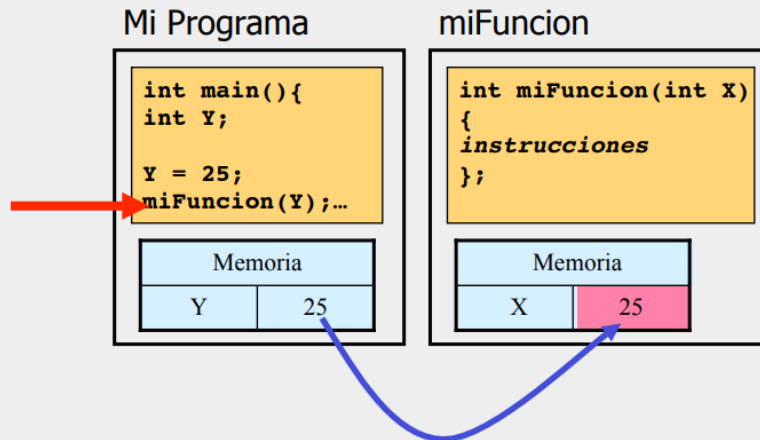 Mi Programa
int main(){
int Y;
Y = 25;
miFuncion(Y);…
Memoria
Y 25
miFuncion
int miFuncion(int X)
{
instrucciones
};
Memoria
X 25